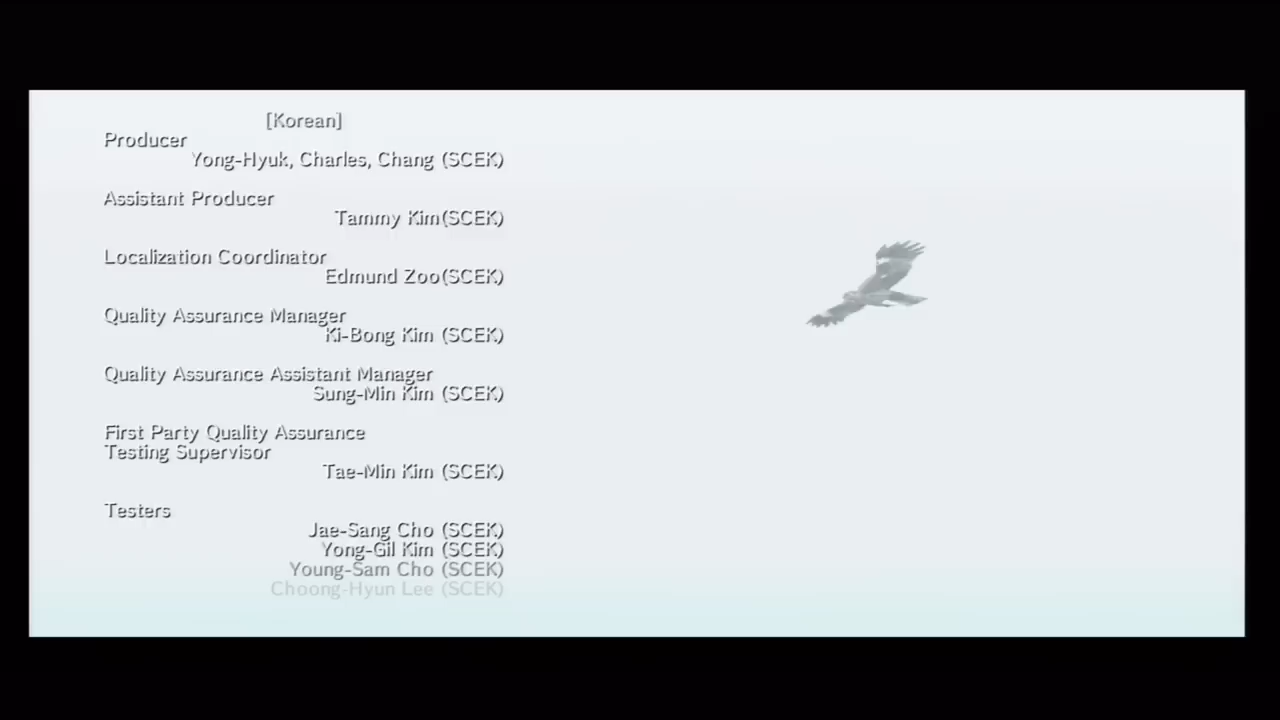 [Korean]
Producer
Yong-Hyuk, Charles, Chang (SCEK)
Assistant Producer
Tammy Kim(SCEK)
Localization Coordinator
Edmund Zoo(SCEK)
Quality Assurance Manager
Ki-Bong Kim (SCEK)
Quality Assurance Assistant Manager
Sung-Min Kim (SCEK)
First Party Quality Assurance
Testing Supervisor
Tae-Min Kim (SCEK)
Testers
Jae-Sang Cho (SCEK)
Yong-Gil Kim (SCEK)
Young-Sam Cho (SCEK)
Choong-Hyun Lee (SCEK)